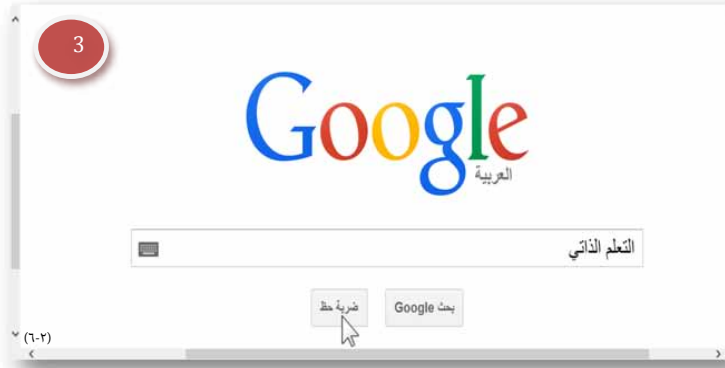 3
Google
العربية
التعلم الذاتي
بحث Google
ضربة حظ
(٦-٢)